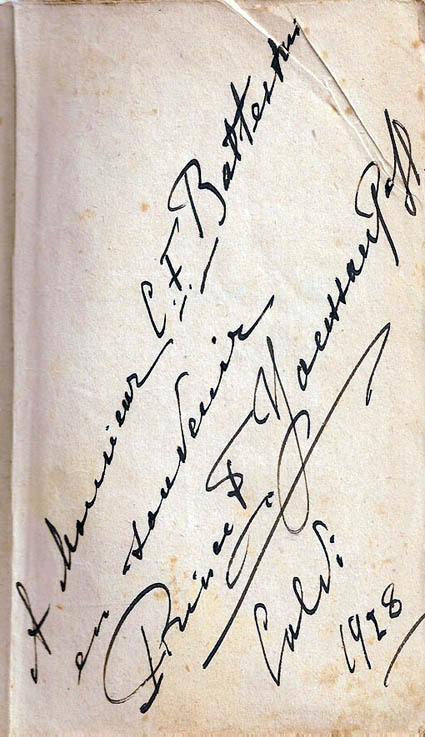 A Monsieur C.F. Battestini
en souvenir
Prince F Youssoupoff.
Calvi
1928